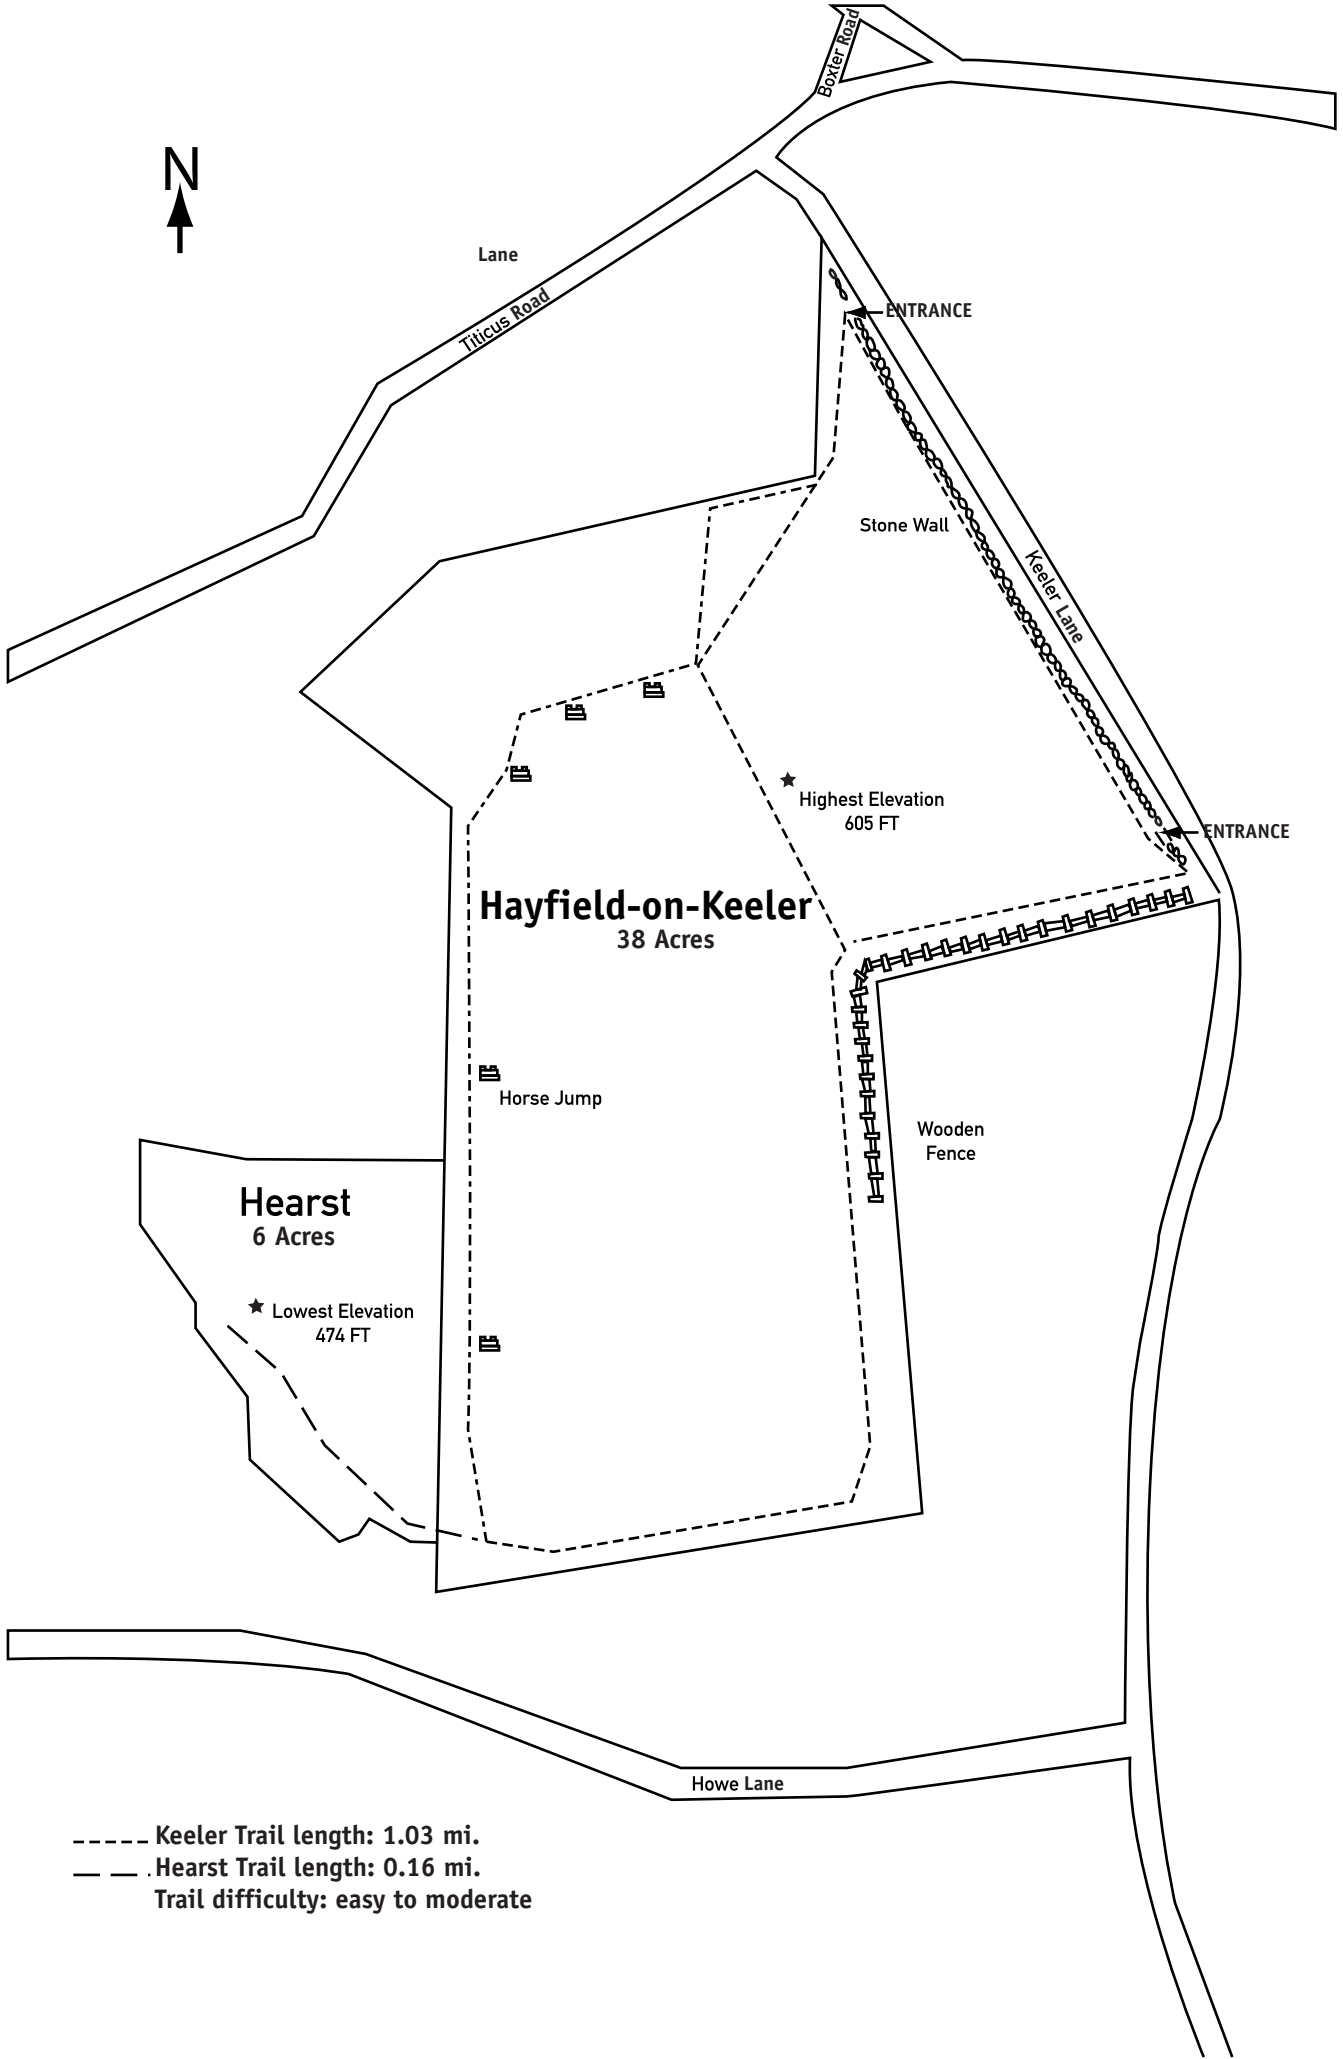 Boxter Road
N
Lane
Titicus Road
ENTRANCE
Stone Wall
Keeler Lane
Highest Elevation
605 FT
ENTRANCE
Hayfield-on-Keeler
38 Acres
Horse Jump
Wooden
Fence
Hearst
6 Acres
Lowest Elevation
474 FT
Howe Lane
Keeler Trail length: 1.03 mi.
Hearst Trail length: 0.16 mi.
Trail difficulty: easy to moderate